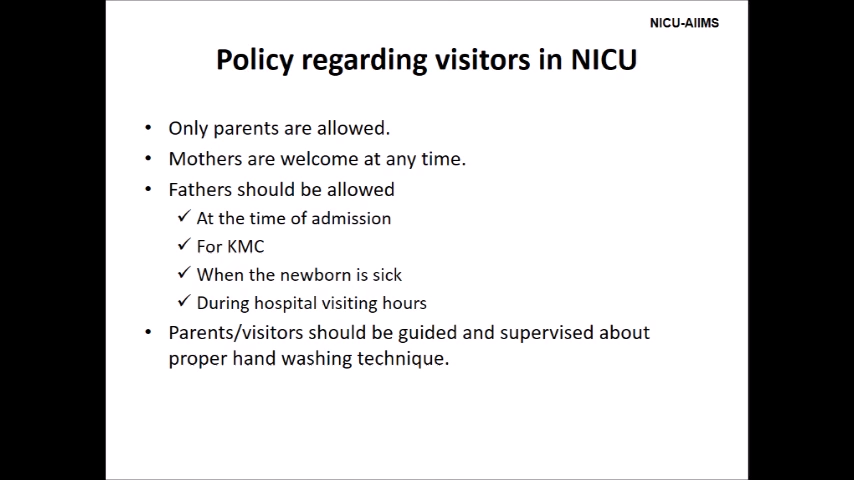 NICU-AIIMS
Policy regarding visitors in NICU
• Only parents are allowed.
• Mothers are welcome at any time.
• Fathers should be allowed
✓ At the time of admission
✓ For KMC
✓ When the newborn is sick
✓ During hospital visiting hours
• Parents/visitors should be guided and supervised about
proper hand washing technique.